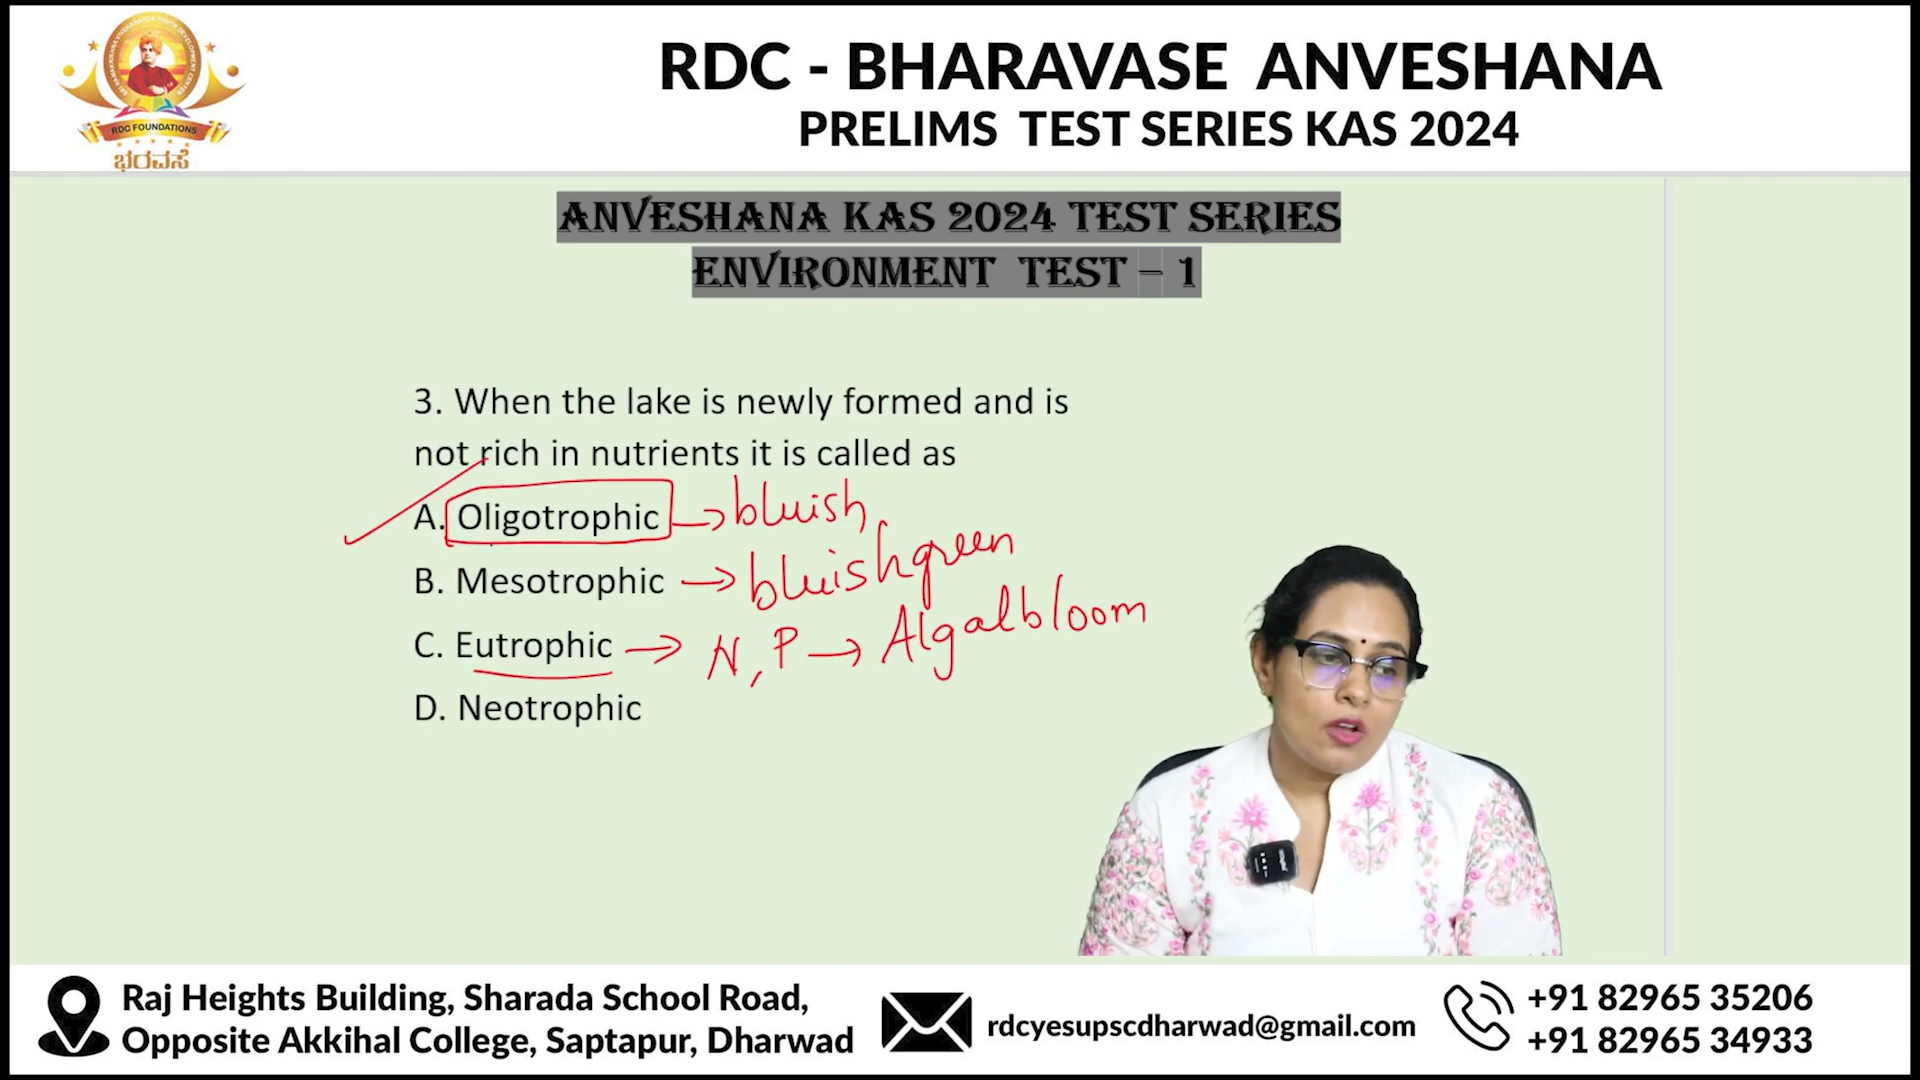 RDC - BHARAVASE ANVESHANA
PRELIMS TEST SERIES KAS 2024
RDC FOUNDATIONS
ಭರವಸೆ
ANVESHANA KAS 2024 TEST SERIES
ENVIRONMENT TEST – 1
3. When the lake is newly formed and is
not rich in nutrients it is called as
A. Oligotrophic → bluish
B. Mesotrophic → bluish green
C. Eutrophic → N, P → Algal bloom
D. Neotrophic
Raj Heights Building, Sharada School Road,
Opposite Akkihal College, Saptapur, Dharwad
rdcyesupscdharwad@gmail.com
+91 82965 35206
+91 82965 34933